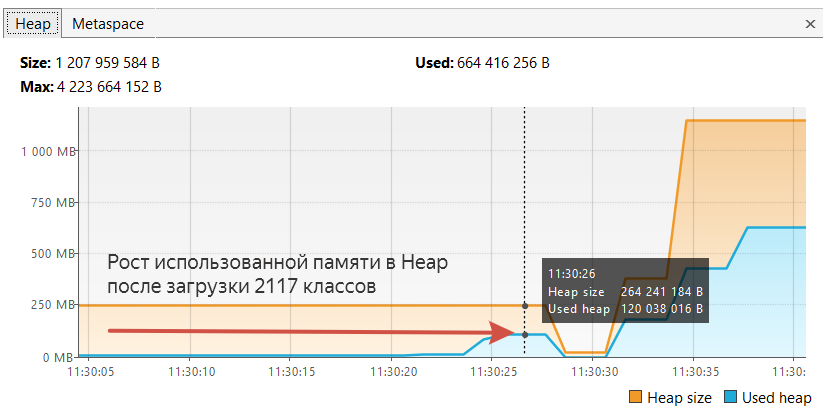 Heap Metaspace ×
Size: 1 207 959 584 B Used: 664 416 256 B
Max: 4 223 664 152 B
1 000 MB
750 MB
500 MB
250 MB
0 MB
Рост использованной памяти в Heap
после загрузки 2117 классов
11:30:26
Heap size 264 241 184 B
Used heap 120 038 016 B
11:30:05 11:30:10 11:30:15 11:30:20 11:30:25 11:30:30 11:30:35 11:30:
Heap size Used heap